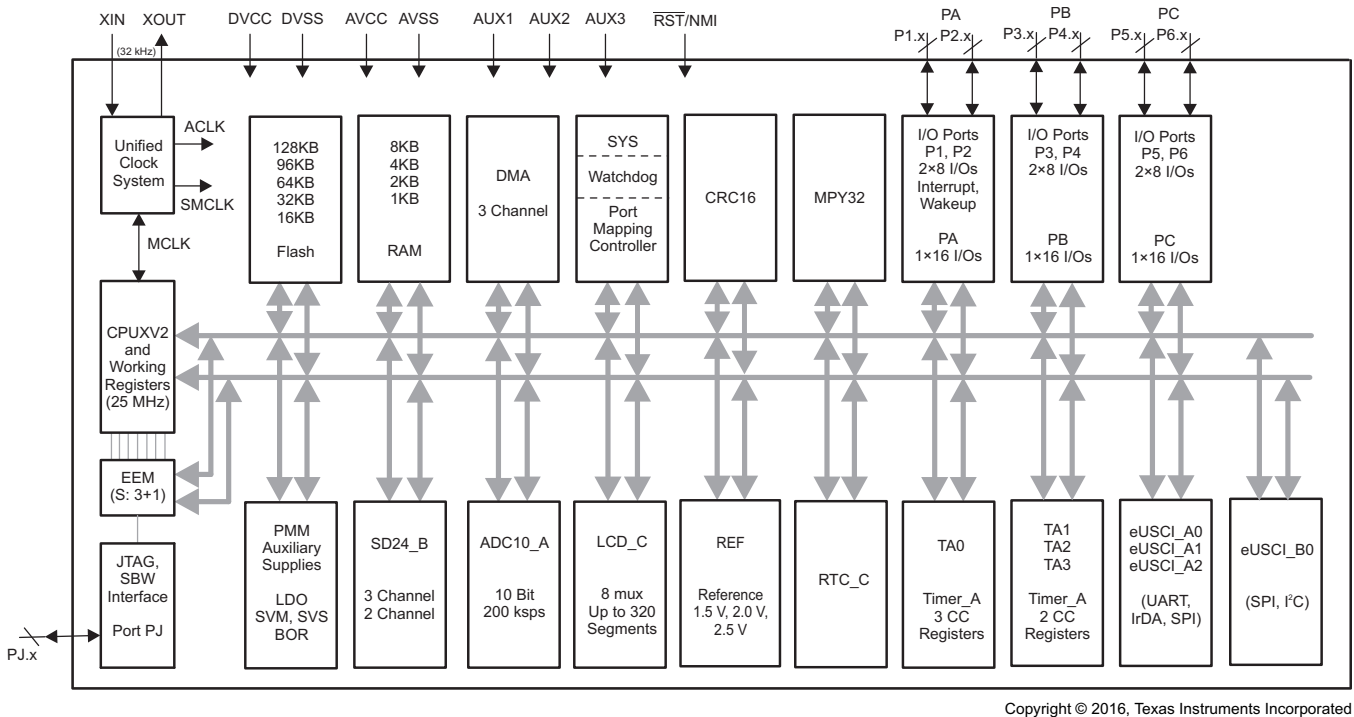 XIN XOUT
(32 kHz)
DVCC DVSS AVCC AVSS AUX1 AUX2 AUX3 RST/NMI
PA
P1.x P2.x
PB
P3.x P4.x
PC
P5.x P6.x
Unified
Clock
System
ACLK
SMCLK
MCLK
128KB
96KB
64KB
32KB
16KB
Flash
8KB
4KB
2KB
1KB
RAM
DMA
3 Channel
SYS
Watchdog
Port
Mapping
Controller
CRC16
MPY32
I/O Ports
P1, P2
2×8 I/Os
Interrupt,
Wakeup
PA
1×16 I/Os
I/O Ports
P3, P4
2×8 I/Os
PB
1×16 I/Os
I/O Ports
P5, P6
2×8 I/Os
PC
1×16 I/Os
CPUXV2
and
Working
Registers
(25 MHz)
EEM
(S: 3+1)
JTAG,
SBW
Interface
Port PJ
PJ.x
PMM
Auxiliary
Supplies
LDO
SVM, SVS
BOR
SD24_B
3 Channel
2 Channel
ADC10_A
10 Bit
200 ksps
LCD_C
8 mux
Up to 320
Segments
REF
Reference
1.5 V, 2.0 V,
2.5 V
RTC_C
TA0
Timer_A
3 CC
Registers
TA1
TA2
TA3
Timer_A
2 CC
Registers
eUSCI_A0
eUSCI_A1
eUSCI_A2
(UART,
IrDA, SPI)
eUSCI_B0
(SPI, I²C)
Copyright © 2016, Texas Instruments Incorporated